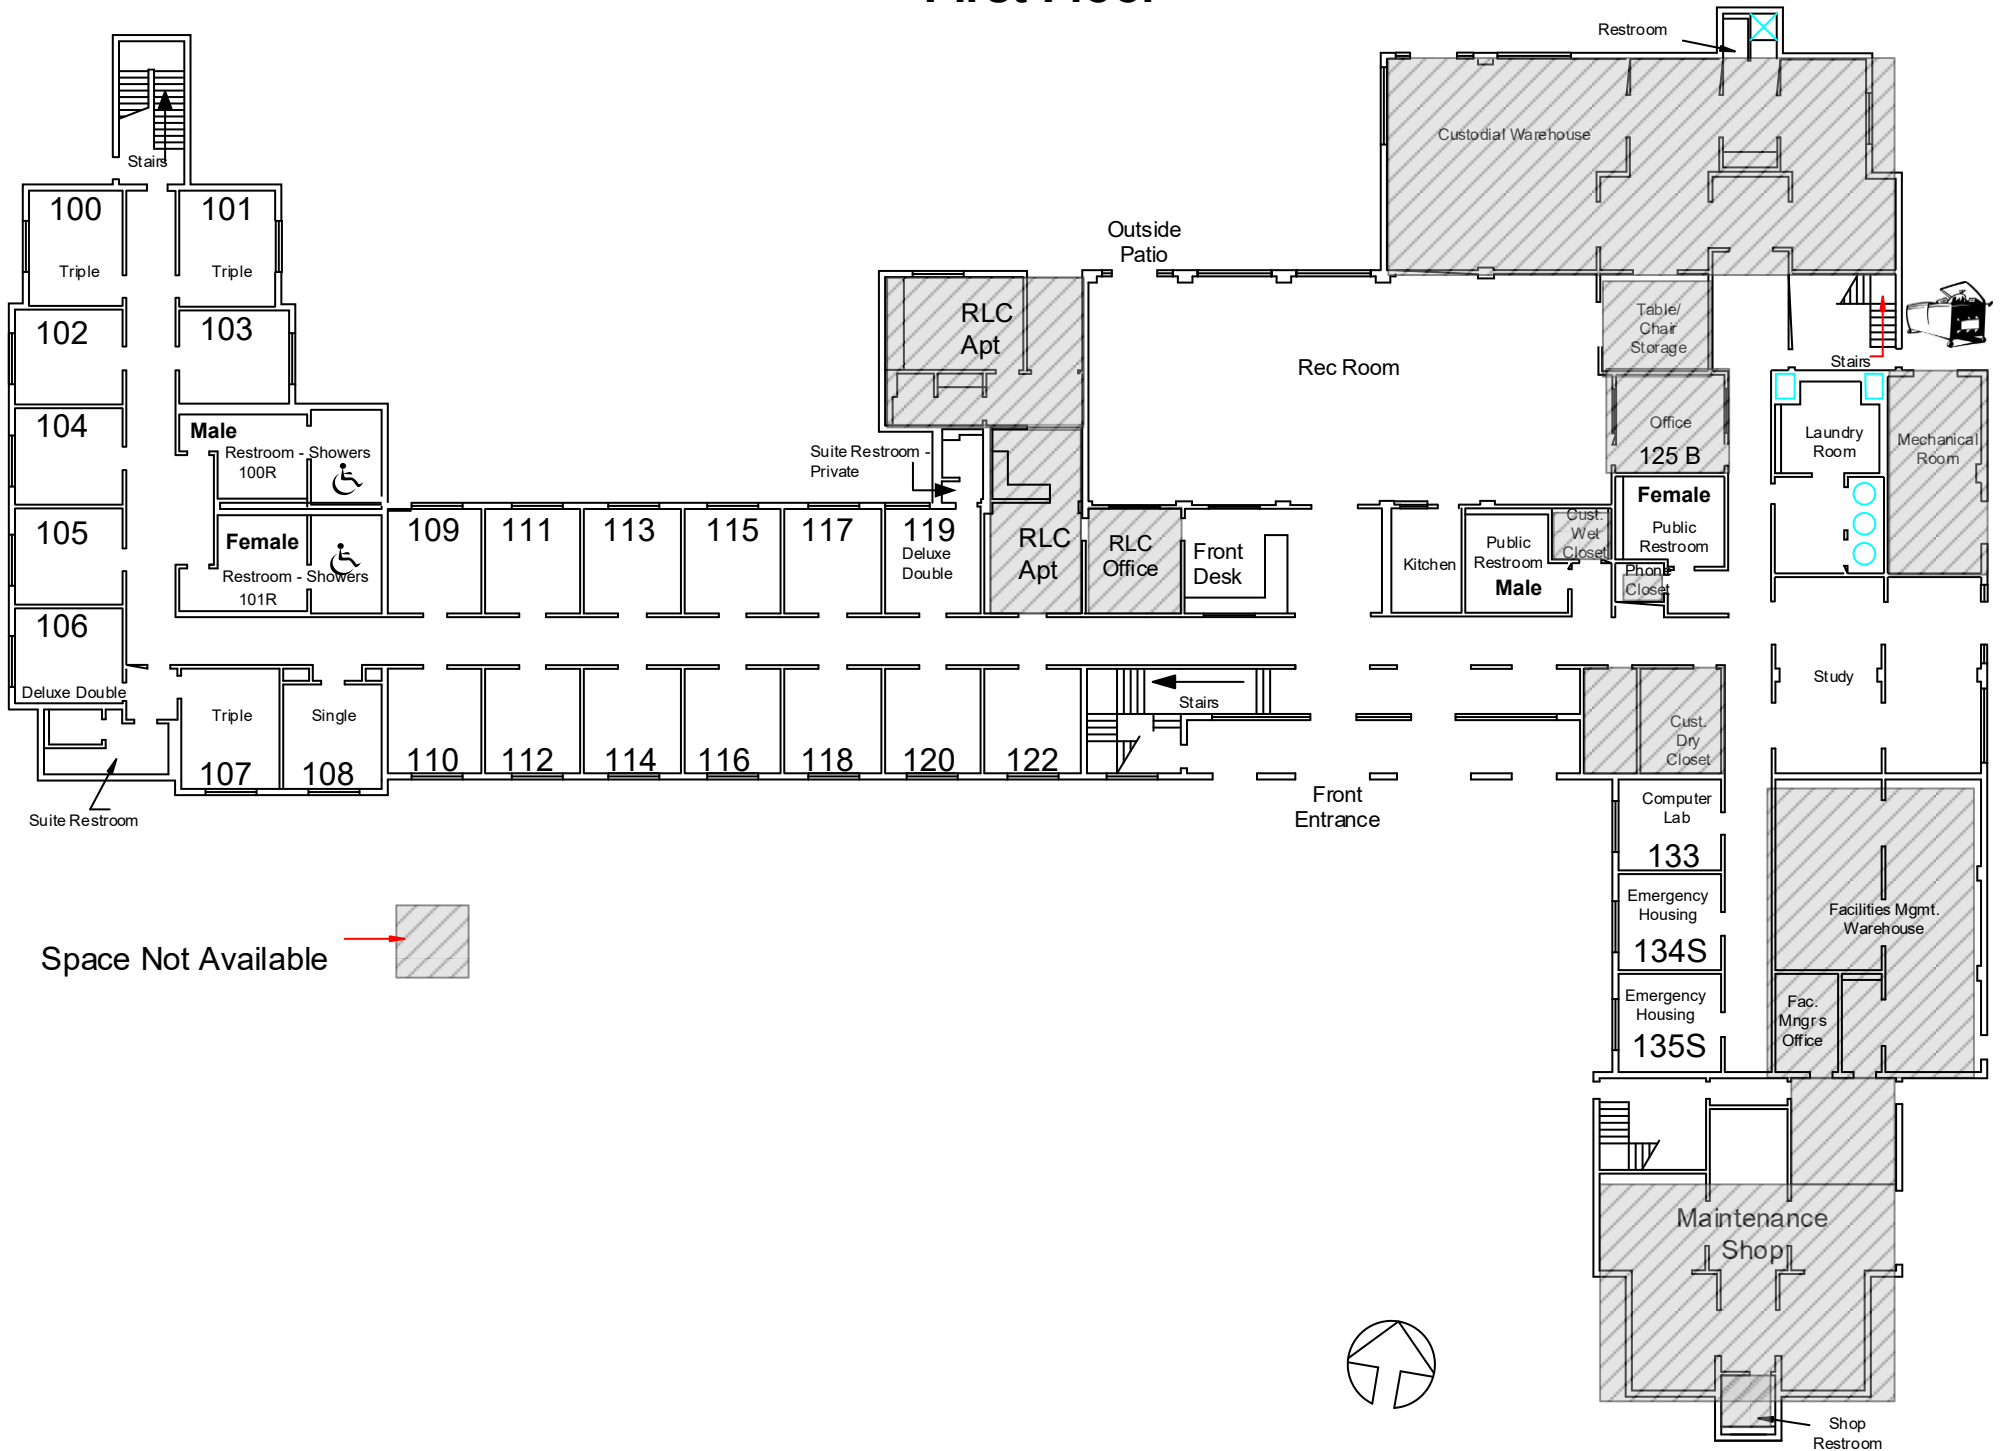 First Floor
Restroom
Custodial Warehouse
Stairs
100
Triple
101
Triple
102
103
104
Male
Restroom - Showers
100R
105
Female
Restroom - Showers
101R
106
Deluxe Double
Suite Restroom
Triple
107
Single
108
109
111
113
115
117
119
Deluxe
Double
110
112
114
116
118
120
122
Suite Restroom -
Private
RLC
Apt
RLC
Apt
RLC
Office
Front
Desk
Outside
Patio
Rec Room
Table/
Chair
Storage
Office
125 B
Stairs
Laundry
Room
Mechanical
Room
Kitchen
Public
Restroom
Male
Cust.
Wet
Closet
Female
Public
Restroom
Phone
Closet
Stairs
Front
Entrance
Cust.
Dry
Closet
Study
Computer
Lab
133
Emergency
Housing
134S
Emergency
Housing
135S
Facilities Mgmt.
Warehouse
Fac.
Mngr s
Office
Space Not Available
Maintenance
Shop
Shop
Restroom